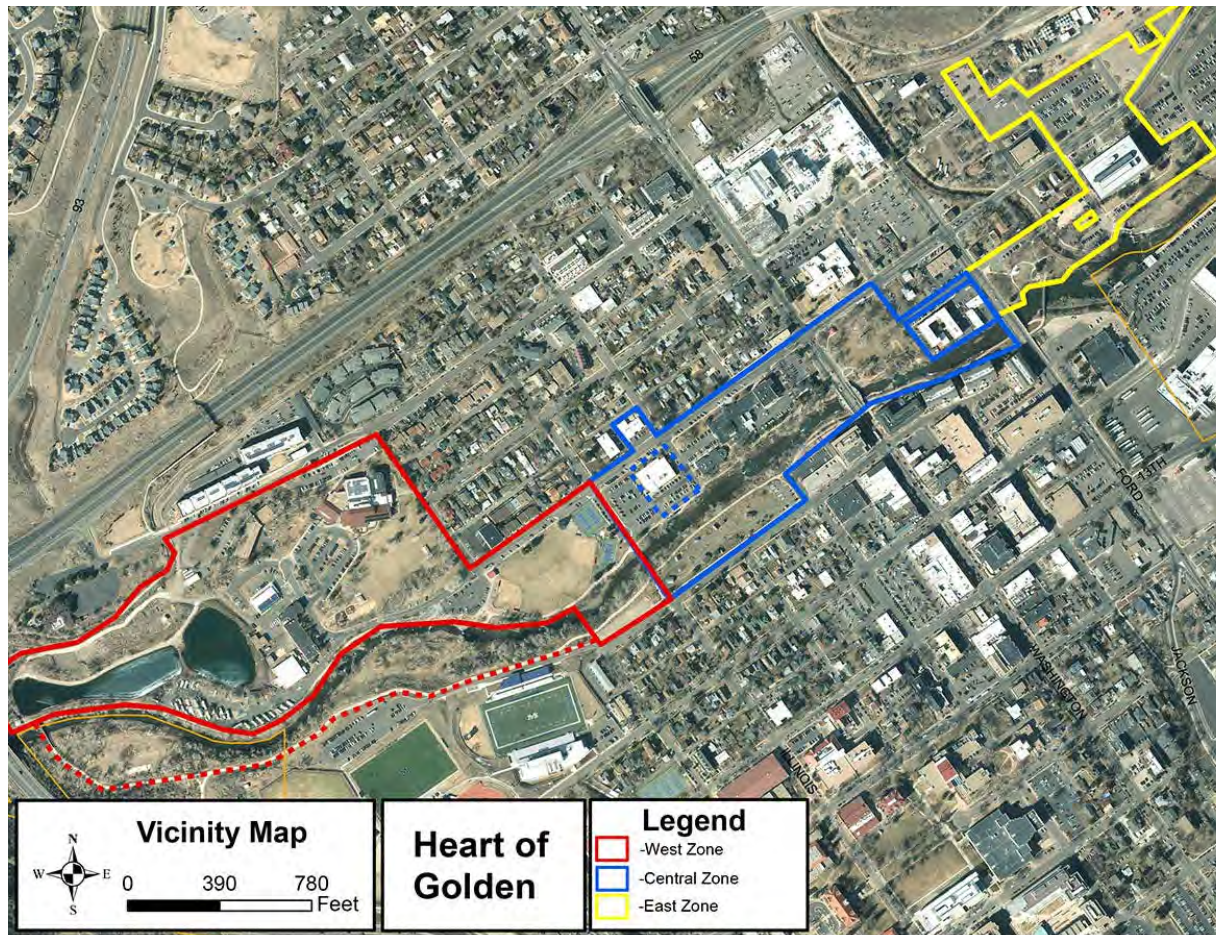 58
93
FORD
13TH
JACKSON
WASHINGTON
ILLINOIS
Vicinity Map
N
W
E
S
0
390
780
Feet
Heart of
Golden
Legend
-West Zone
-Central Zone
-East Zone